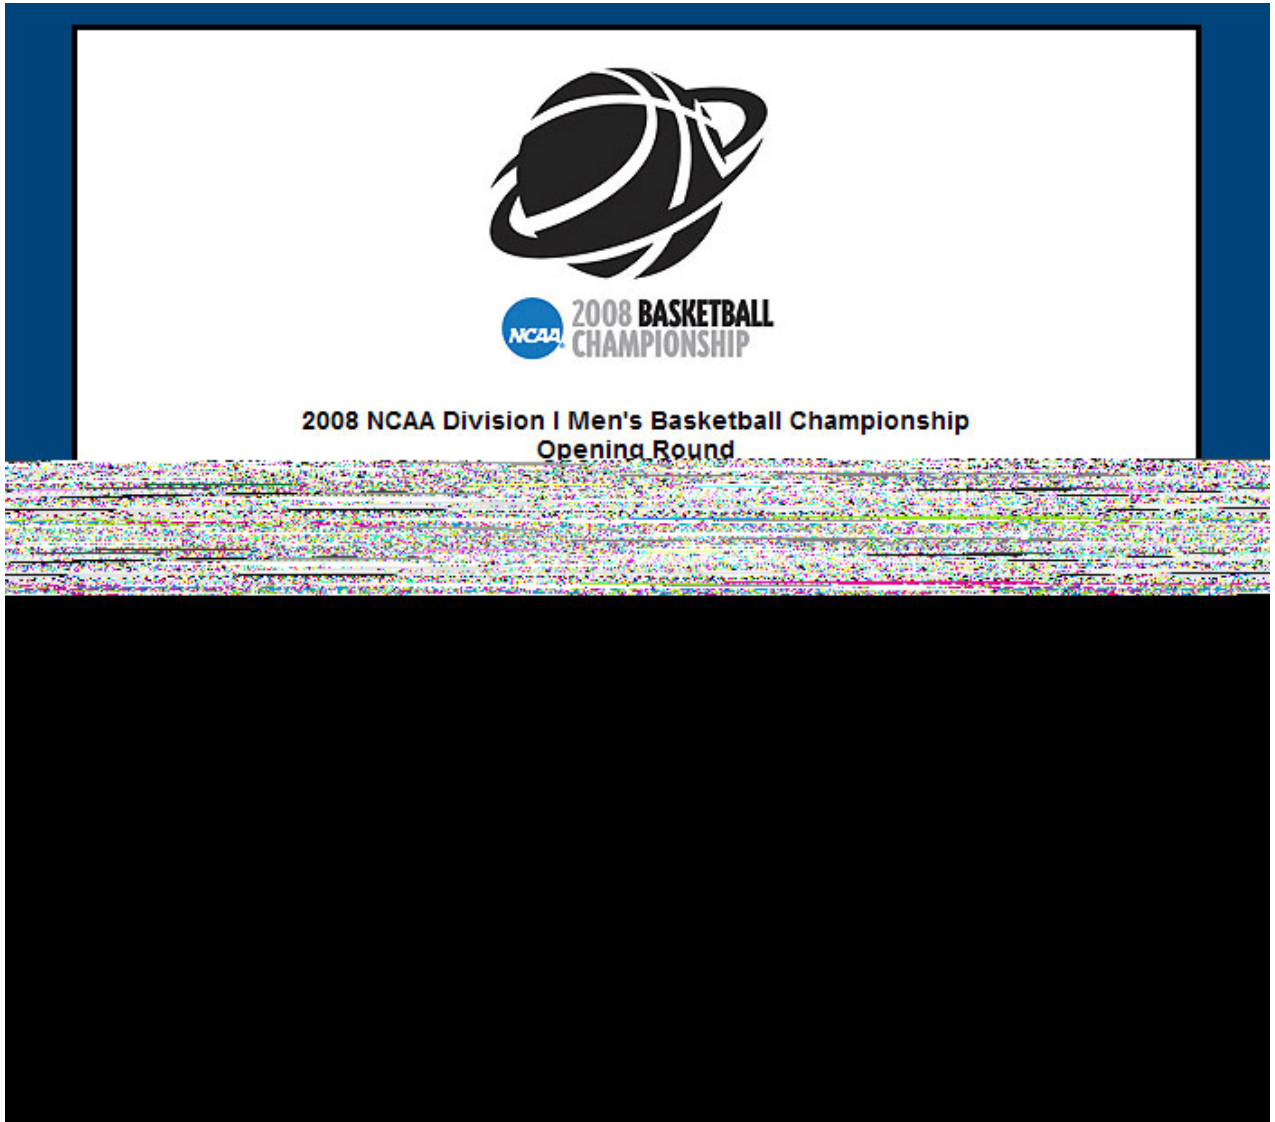 NCAA
2008 BASKETBALL
CHAMPIONSHIP
2008 NCAA Division I Men's Basketball Championship
Opening Round